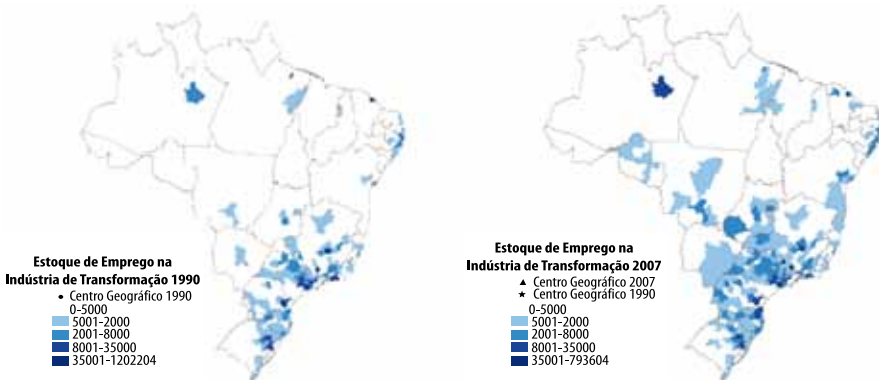 Estoque de Emprego na
Indústria de Transformação 1990
Centro Geográfico 1990
0-5000
5001-2000
2001-8000
8001-35000
35001-1202204
Estoque de Emprego na
Indústria de Transformação 2007
Centro Geográfico 2007
Centro Geográfico 1990
0-5000
5001-2000
2001-8000
8001-35000
35001-793604